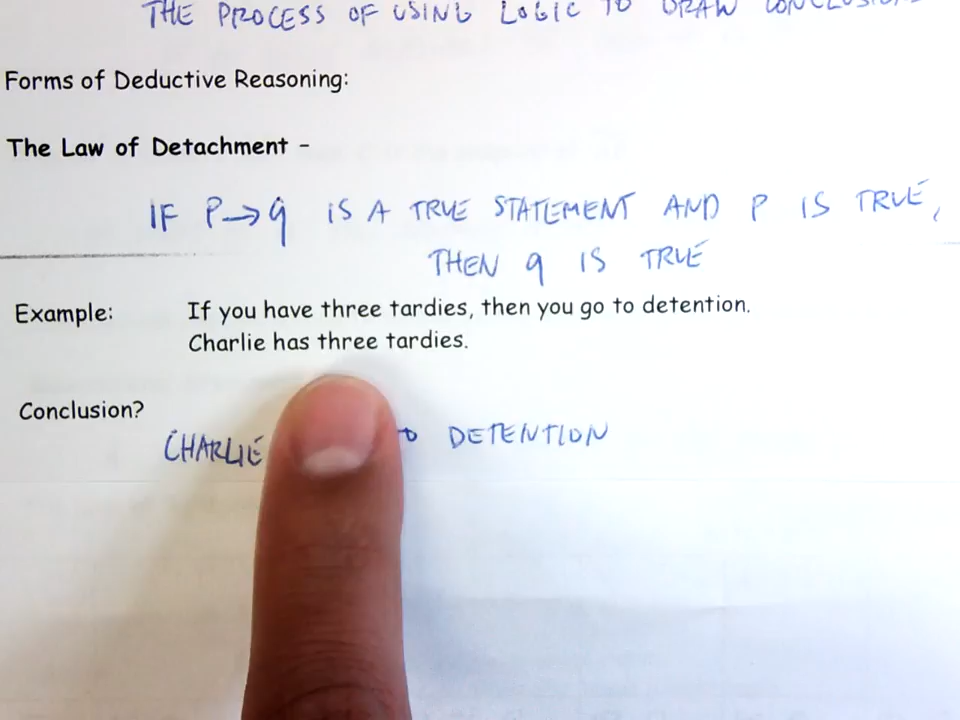 THE PROCESS OF USING LOGIC TO DRAW CONCLUSIONS
Forms of Deductive Reasoning:
The Law of Detachment -
IF P→q IS A TRUE STATEMENT AND P IS TRUE,
THEN q IS TRUE
Example: If you have three tardies, then you go to detention.
Charlie has three tardies.
Conclusion?
CHARLIE TO DETENTION